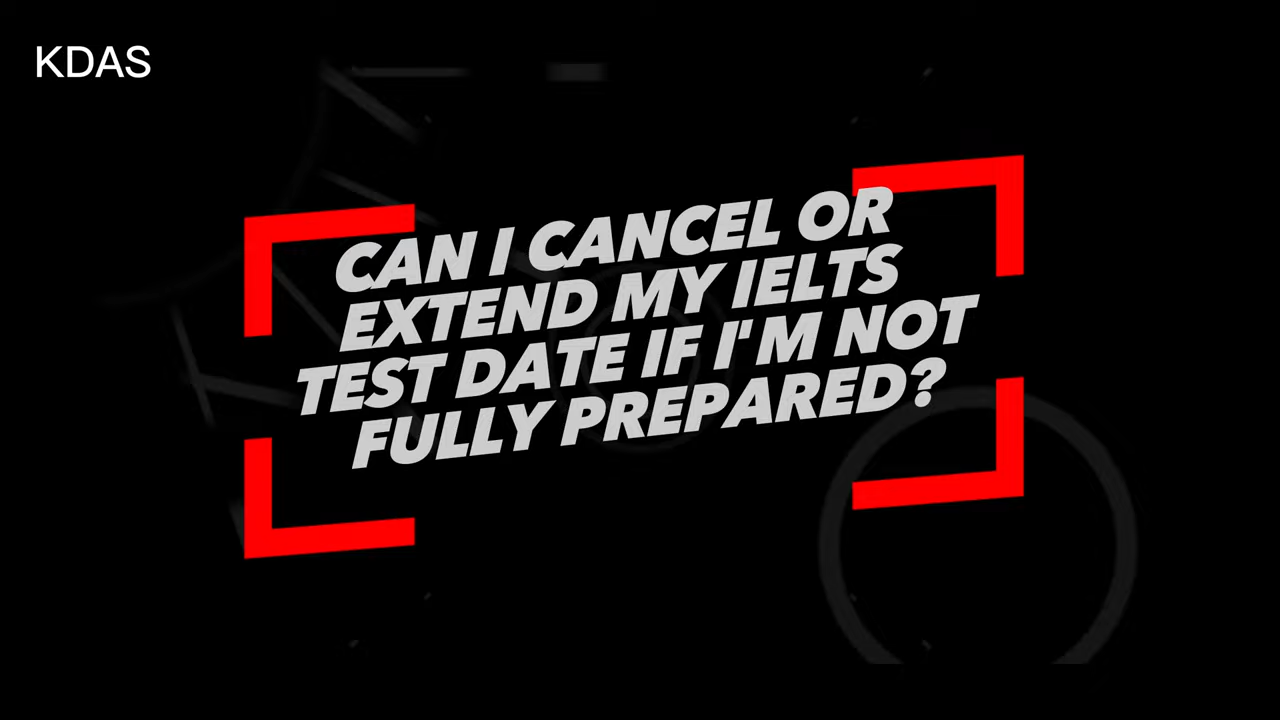 KDAS
CAN I CANCEL OR
EXTEND MY IELTS
TEST DATE IF I'M NOT
FULLY PREPARED?